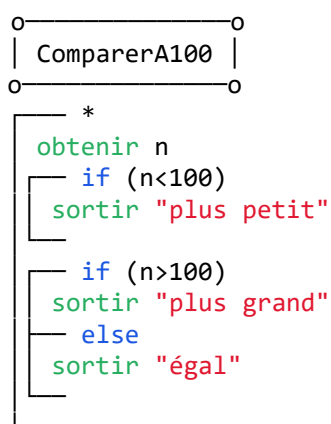 ComparerA100
*
obtenir n
if (n<100)
sortir "plus petit"
if (n>100)
sortir "plus grand"
else
sortir "égal"